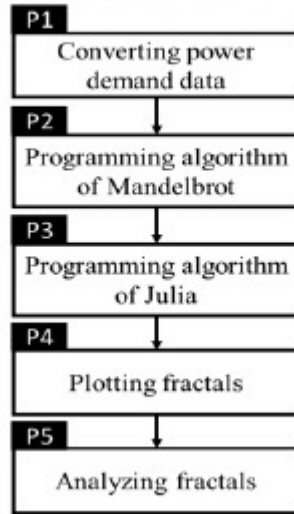 P1
Converting power
demand data
P2
Programming algorithm
of Mandelbrot
P3
Programming algorithm
of Julia
P4
Plotting fractals
P5
Analyzing fractals